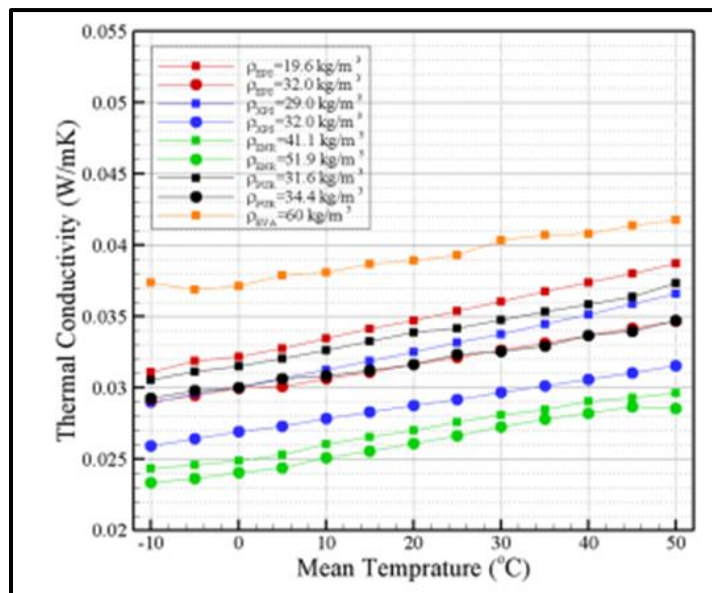 0.055
0.05
0.045
0.04
0.035
0.03
0.025
0.02
Thermal Conductivity (W/mK)
ρEPS=19.6 kg/m³
ρEPS=32.0 kg/m³
ρXPS=29.0 kg/m³
ρXPS=32.0 kg/m³
=41.1 kg/m³
=51.9 kg/m³
ρPUR=31.6 kg/m³
ρPUR=34.4 kg/m³
=60 kg/m³
-10 0 10 20 30 40 50
Mean Temprature (°C)